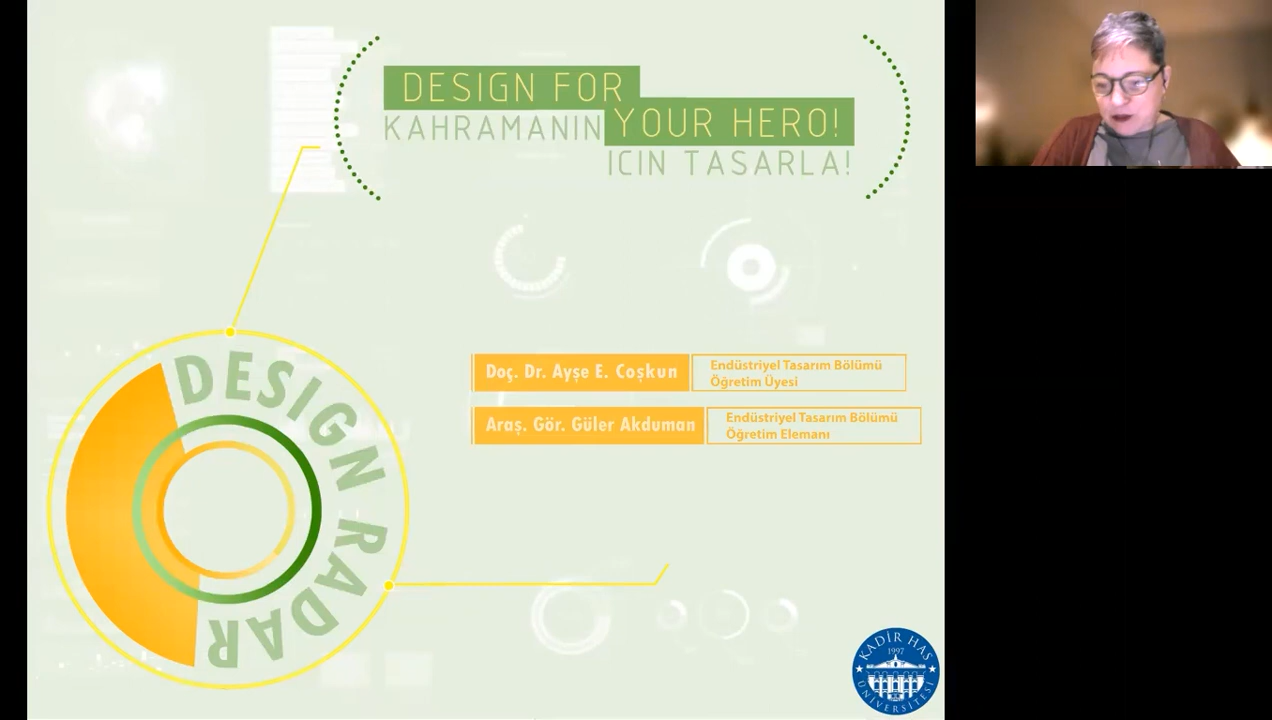 DESIGN FOR
YOUR HERO!
KAHRAMANIN
ICIN TASARLA!
DESIGN RADAR
Doç. Dr. Ayşe E. Coşkun
Endüstriyel Tasarım Bölümü
Öğretim Üyesi
Araş. Gör. Güler Akduman
Endüstriyel Tasarım Bölümü
Öğretim Elemanı
KADİR HAS
1997
ÜNİVERSİTESİ